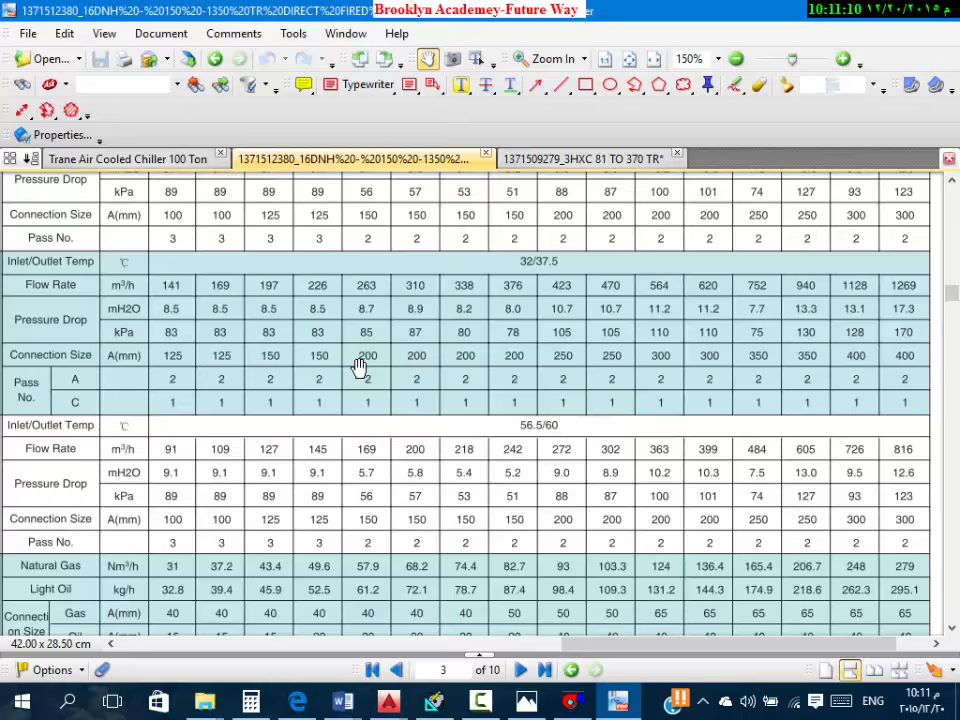 1371512380_16DNH%20-%20150%20-1350%20TR%20DIRECT%20FIRED
Brooklyn Academey-Future Way
10:11:10 ١٢/٢٠/٢٠١٥ م
File Edit View Document Comments Tools Window Help
Open... Zoom In 150%
Typewriter
Properties...
Trane Air Cooled Chiller 100 Ton 1371512380_16DNH%20-%20150%20-1350%2... 1371509279_3HXC 81 TO 370 TR*
Pressure Drop kPa 89 89 89 89 56 57 53 51 88 87 100 101 74 127 93 123
Connection Size A(mm) 100 100 125 125 150 150 150 150 200 200 200 200 250 250 300 300
Pass No. 3 3 3 3 2 2 2 2 2 2 2 2 2 2 2 2
Inlet/Outlet Temp ℃ 32/37.5
Flow Rate m³/h 141 169 197 226 263 310 338 376 423 470 564 620 752 940 1128 1269
Pressure Drop mH2O 8.5 8.5 8.5 8.5 8.7 8.9 8.2 8.0 10.7 10.7 11.2 11.2 7.7 13.3 13.1 17.3
kPa 83 83 83 83 85 87 80 78 105 105 110 110 75 130 128 170
Connection Size A(mm) 125 125 150 150 200 200 200 200 250 250 300 300 350 350 400 400
Pass No. A 2 2 2 2 2 2 2 2 2 2 2 2 2 2 2 2
C 1 1 1 1 1 1 1 1 1 1 1 1 1 1 1 1
Inlet/Outlet Temp ℃ 56.5/60
Flow Rate m³/h 91 109 127 145 169 200 218 242 272 302 363 399 484 605 726 816
Pressure Drop mH2O 9.1 9.1 9.1 9.1 5.7 5.8 5.4 5.2 9.0 8.9 10.2 10.3 7.5 13.0 9.5 12.6
kPa 89 89 89 89 56 57 53 51 88 87 100 101 74 127 93 123
Connection Size A(mm) 100 100 125 125 150 150 150 150 200 200 200 200 250 250 300 300
Pass No. 3 3 3 3 2 2 2 2 2 2 2 2 2 2 2 2
Natural Gas Nm³/h 31 37.2 43.4 49.6 57.9 68.2 74.4 82.7 93 103.3 124 136.4 165.4 206.7 248 279
Light Oil kg/h 32.8 39.4 45.9 52.5 61.2 72.1 78.7 87.4 98.4 109.3 131.2 144.3 174.9 218.6 262.3 295.1
Connection Size Gas A(mm) 40 40 40 40 40 40 40 50 50 50 65 65 65 65 65 65
42.00 x 28.50 cm
Options 3 of 10
ENG 10:11 م
٢٠١٥/١٢/٢٠